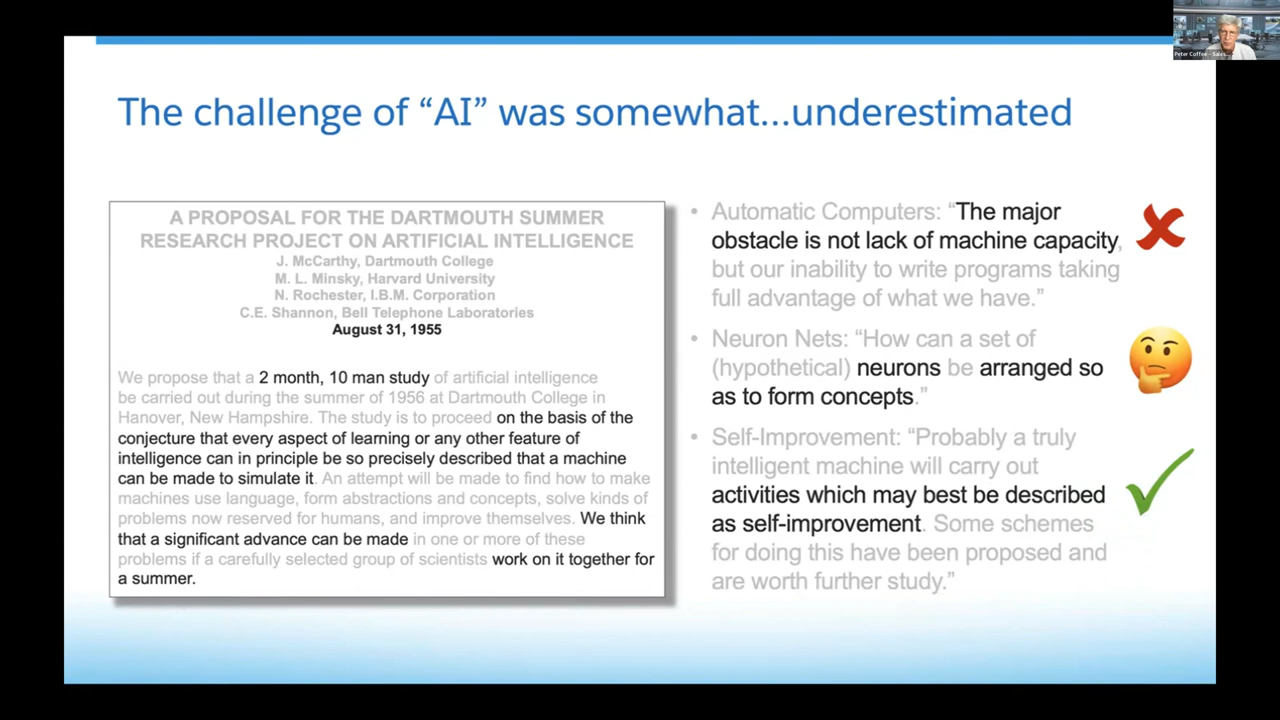 Peter Coffee - Sales...
The challenge of “AI” was somewhat...underestimated
A PROPOSAL FOR THE DARTMOUTH SUMMER
RESEARCH PROJECT ON ARTIFICIAL INTELLIGENCE
J. McCarthy, Dartmouth College
M. L. Minsky, Harvard University
N. Rochester, I.B.M. Corporation
C.E. Shannon, Bell Telephone Laboratories
August 31, 1955
We propose that a 2 month, 10 man study of artificial intelligence
be carried out during the summer of 1956 at Dartmouth College in
Hanover, New Hampshire. The study is to proceed on the basis of the
conjecture that every aspect of learning or any other feature of
intelligence can in principle be so precisely described that a machine
can be made to simulate it. An attempt will be made to find how to make
machines use language, form abstractions and concepts, solve kinds of
problems now reserved for humans, and improve themselves. We think
that a significant advance can be made in one or more of these
problems if a carefully selected group of scientists work on it together for
a summer.
• Automatic Computers: “The major
obstacle is not lack of machine capacity,
but our inability to write programs taking
full advantage of what we have.”
• Neuron Nets: “How can a set of
(hypothetical) neurons be arranged so
as to form concepts.”
• Self-Improvement: “Probably a truly
intelligent machine will carry out
activities which may best be described
as self-improvement. Some schemes
for doing this have been proposed and
are worth further study.”